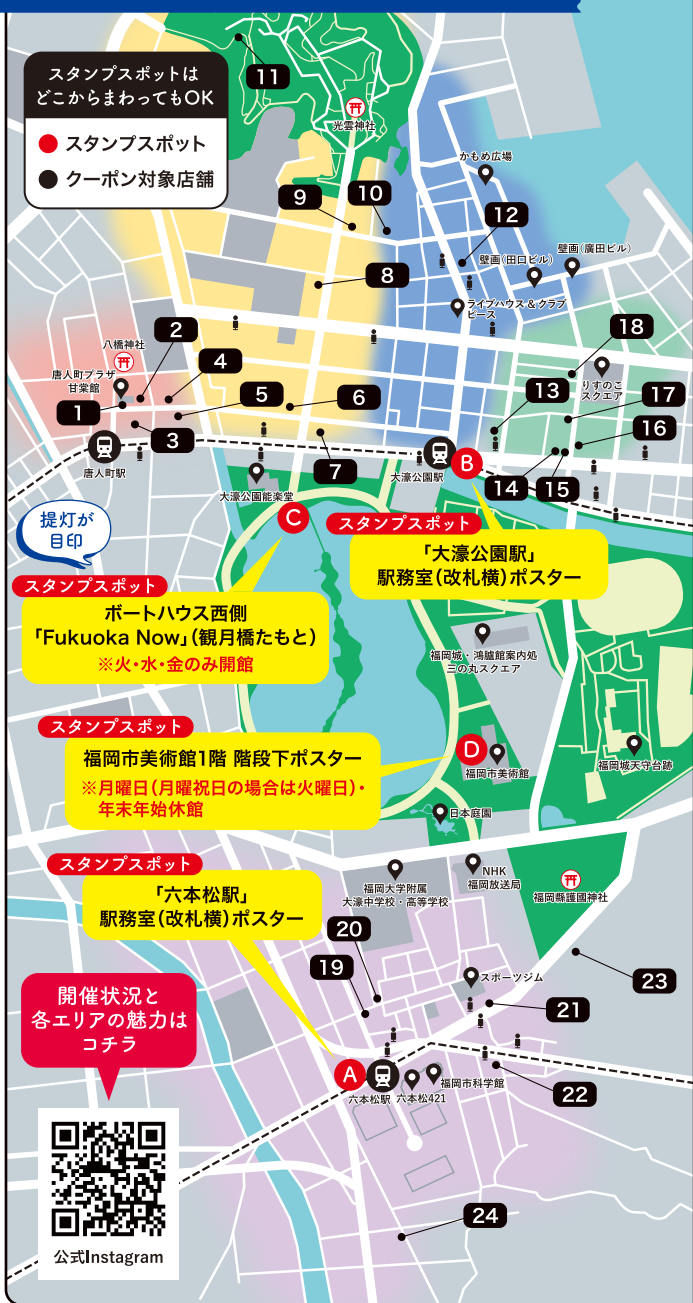 スタンプスポットは
どこからまわってもOK
スタンプスポット
クーポン対象店舗
11
光雲神社
かもめ広場
9
10
12
壁画(廣田ビル)
壁画(田口ビル)
8
ライブハウス&クラブ
ビース
18
2
八橋神社
4
唐人町プラザ
甘棠館
りすのこ
スクエア
1
5
6
13
17
3
7
16
唐人町駅
大濠公園駅
B
14
15
大濠公園能楽堂
C
提灯が
目印
スタンプスポット
「大濠公園駅」
駅務室(改札横)ポスター
スタンプスポット
ボートハウス西側
「Fukuoka Now」(観月橋たもと)
※火・水・金のみ開館
福岡城・鴻臚館案内処
三の丸スクエア
スタンプスポット
福岡市美術館1階 階段下ポスター
※月曜日(月曜祝日の場合は火曜日)・
年末年始休館
D
福岡市美術館
福岡城天守台跡
日本庭園
スタンプスポット
「六本松駅」
駅務室(改札横)ポスター
福岡大学附属
大濠中学校・高等学校
NHK
福岡放送局
福岡縣護國神社
20
19
スポーツジム
23
21
開催状況と
各エリアの魅力は
コチラ
A
六本松駅
六本松421
福岡市科学館
22
公式Instagram
24